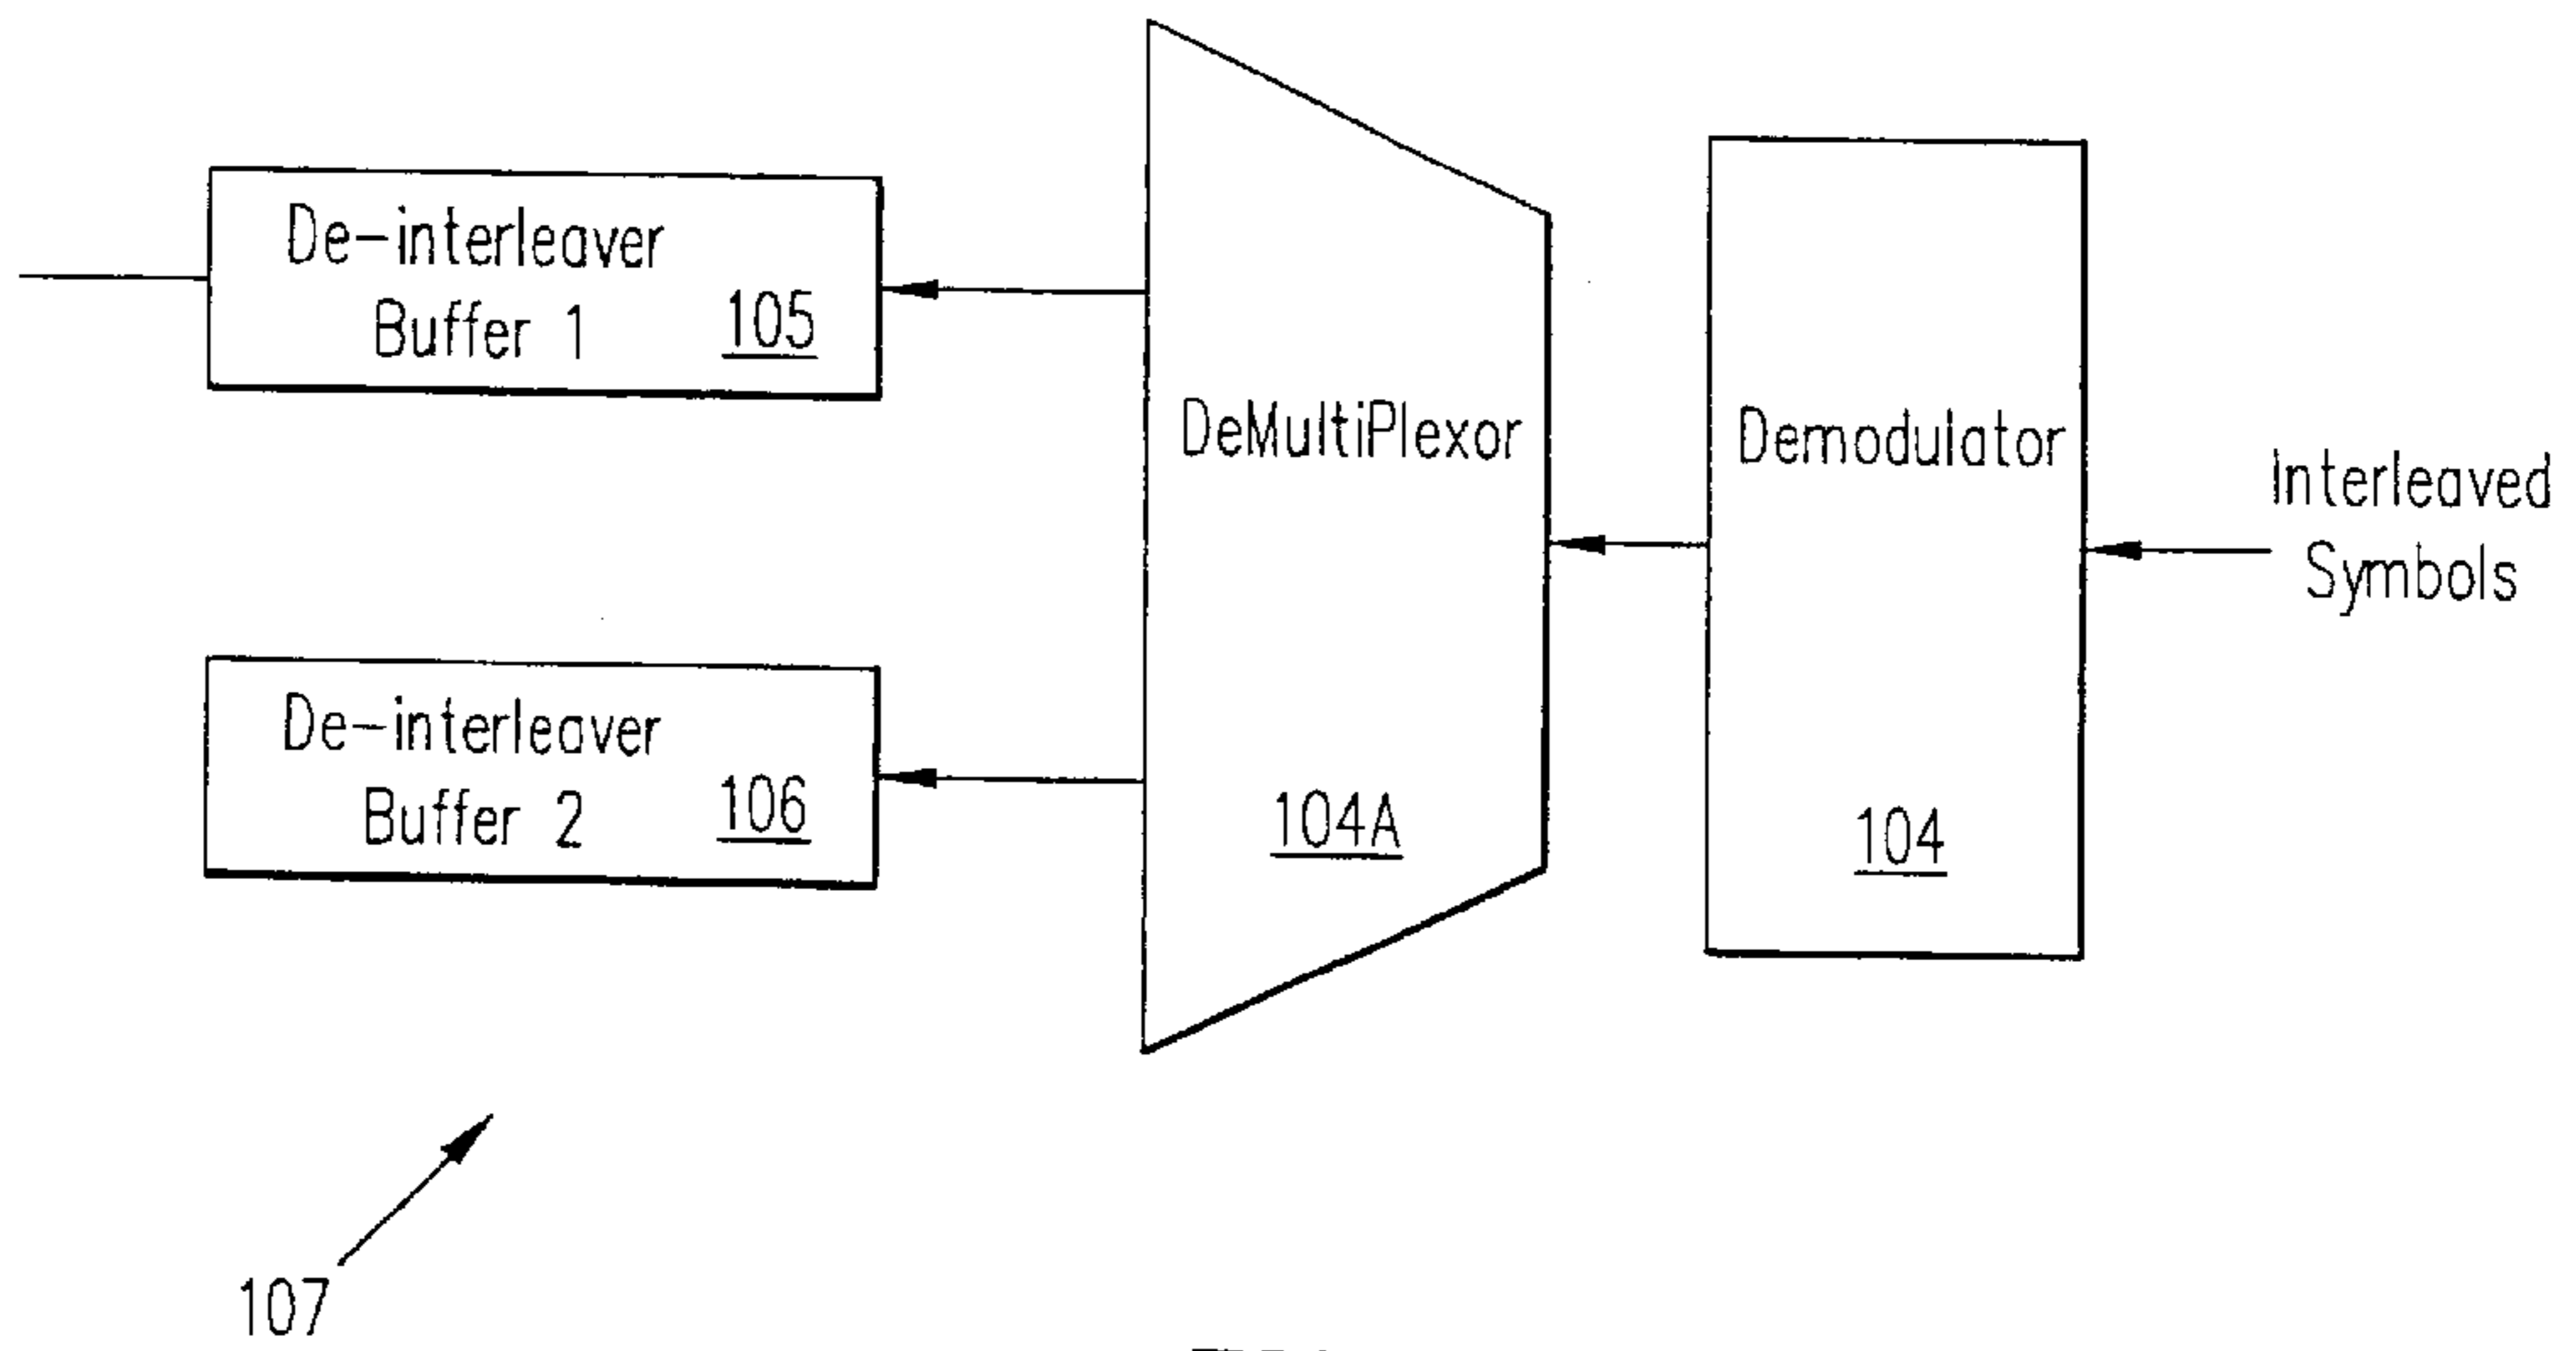 De-interleaver
Buffer 1 105
DeMultiPlexor
Demodulator
Interleaved
Symbols
De-interleaver
Buffer 2 106
104A
104
107